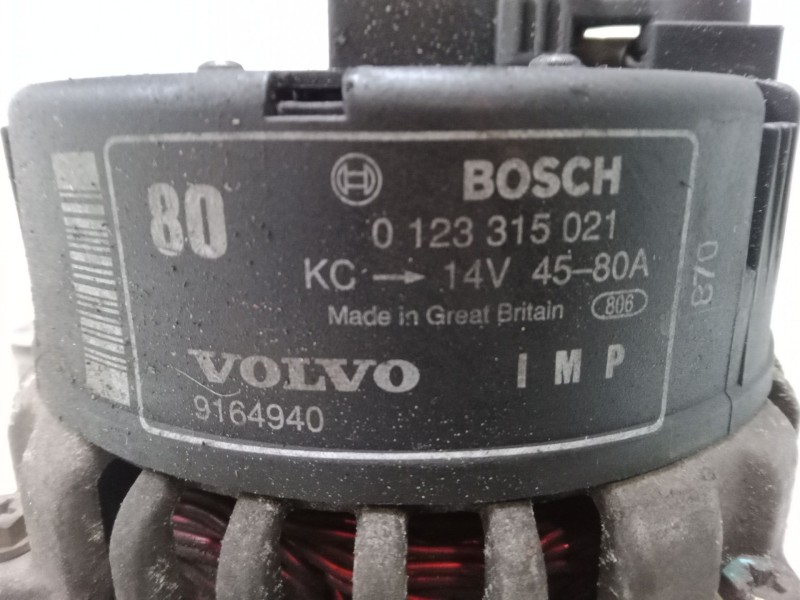 80
BOSCH
0 123 315 021
KC → 14V 45–80A
Made in Great Britain 806
VOLVO IMP
9164940
870